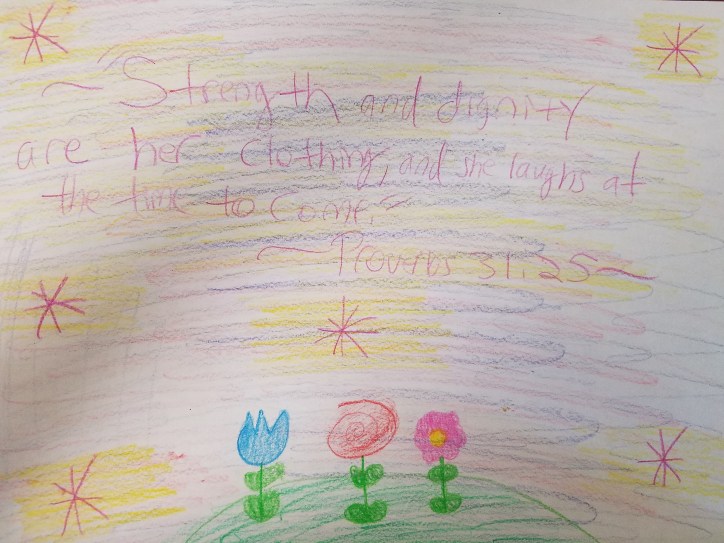 ~ "Strength and dignity
are her clothing, and she laughs at
the time to come."
~ Proverbs 31:25 ~